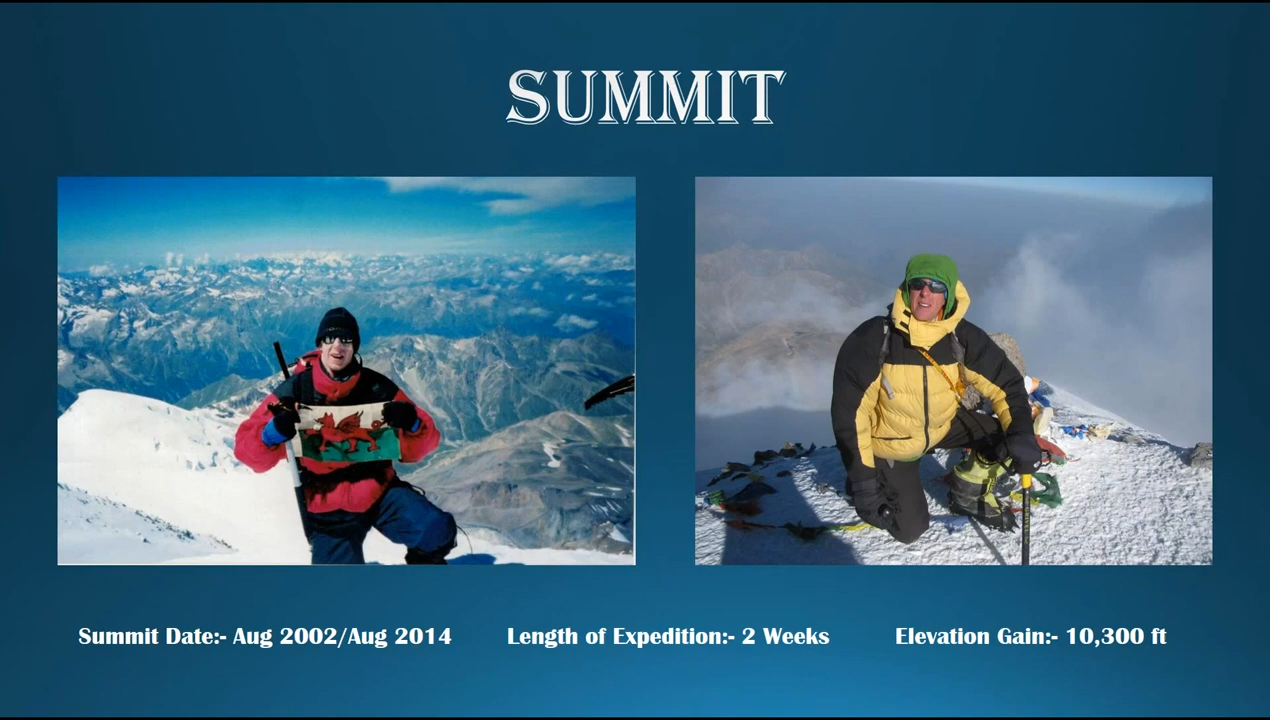 SUMMIT
Summit Date:- Aug 2002/Aug 2014
Length of Expedition:- 2 Weeks
Elevation Gain:- 10,300 ft